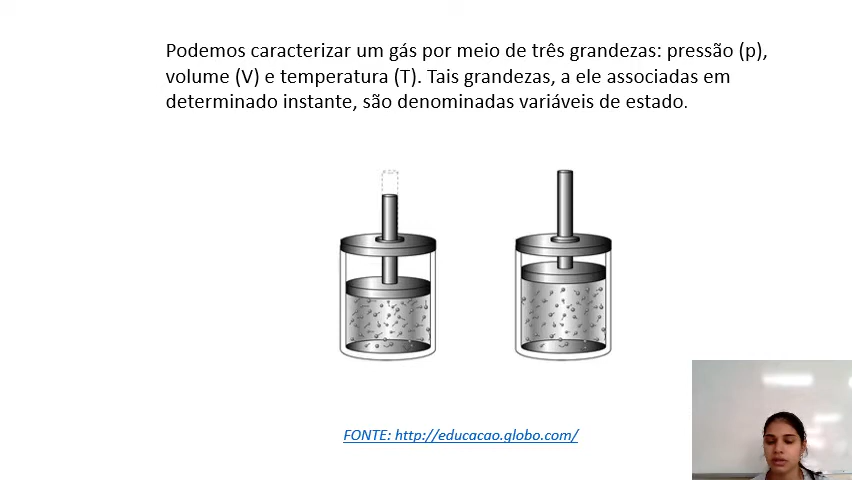 Podemos caracterizar um gás por meio de três grandezas: pressão (p),
volume (V) e temperatura (T). Tais grandezas, a ele associadas em
determinado instante, são denominadas variáveis de estado.
FONTE: http://educacao.globo.com/